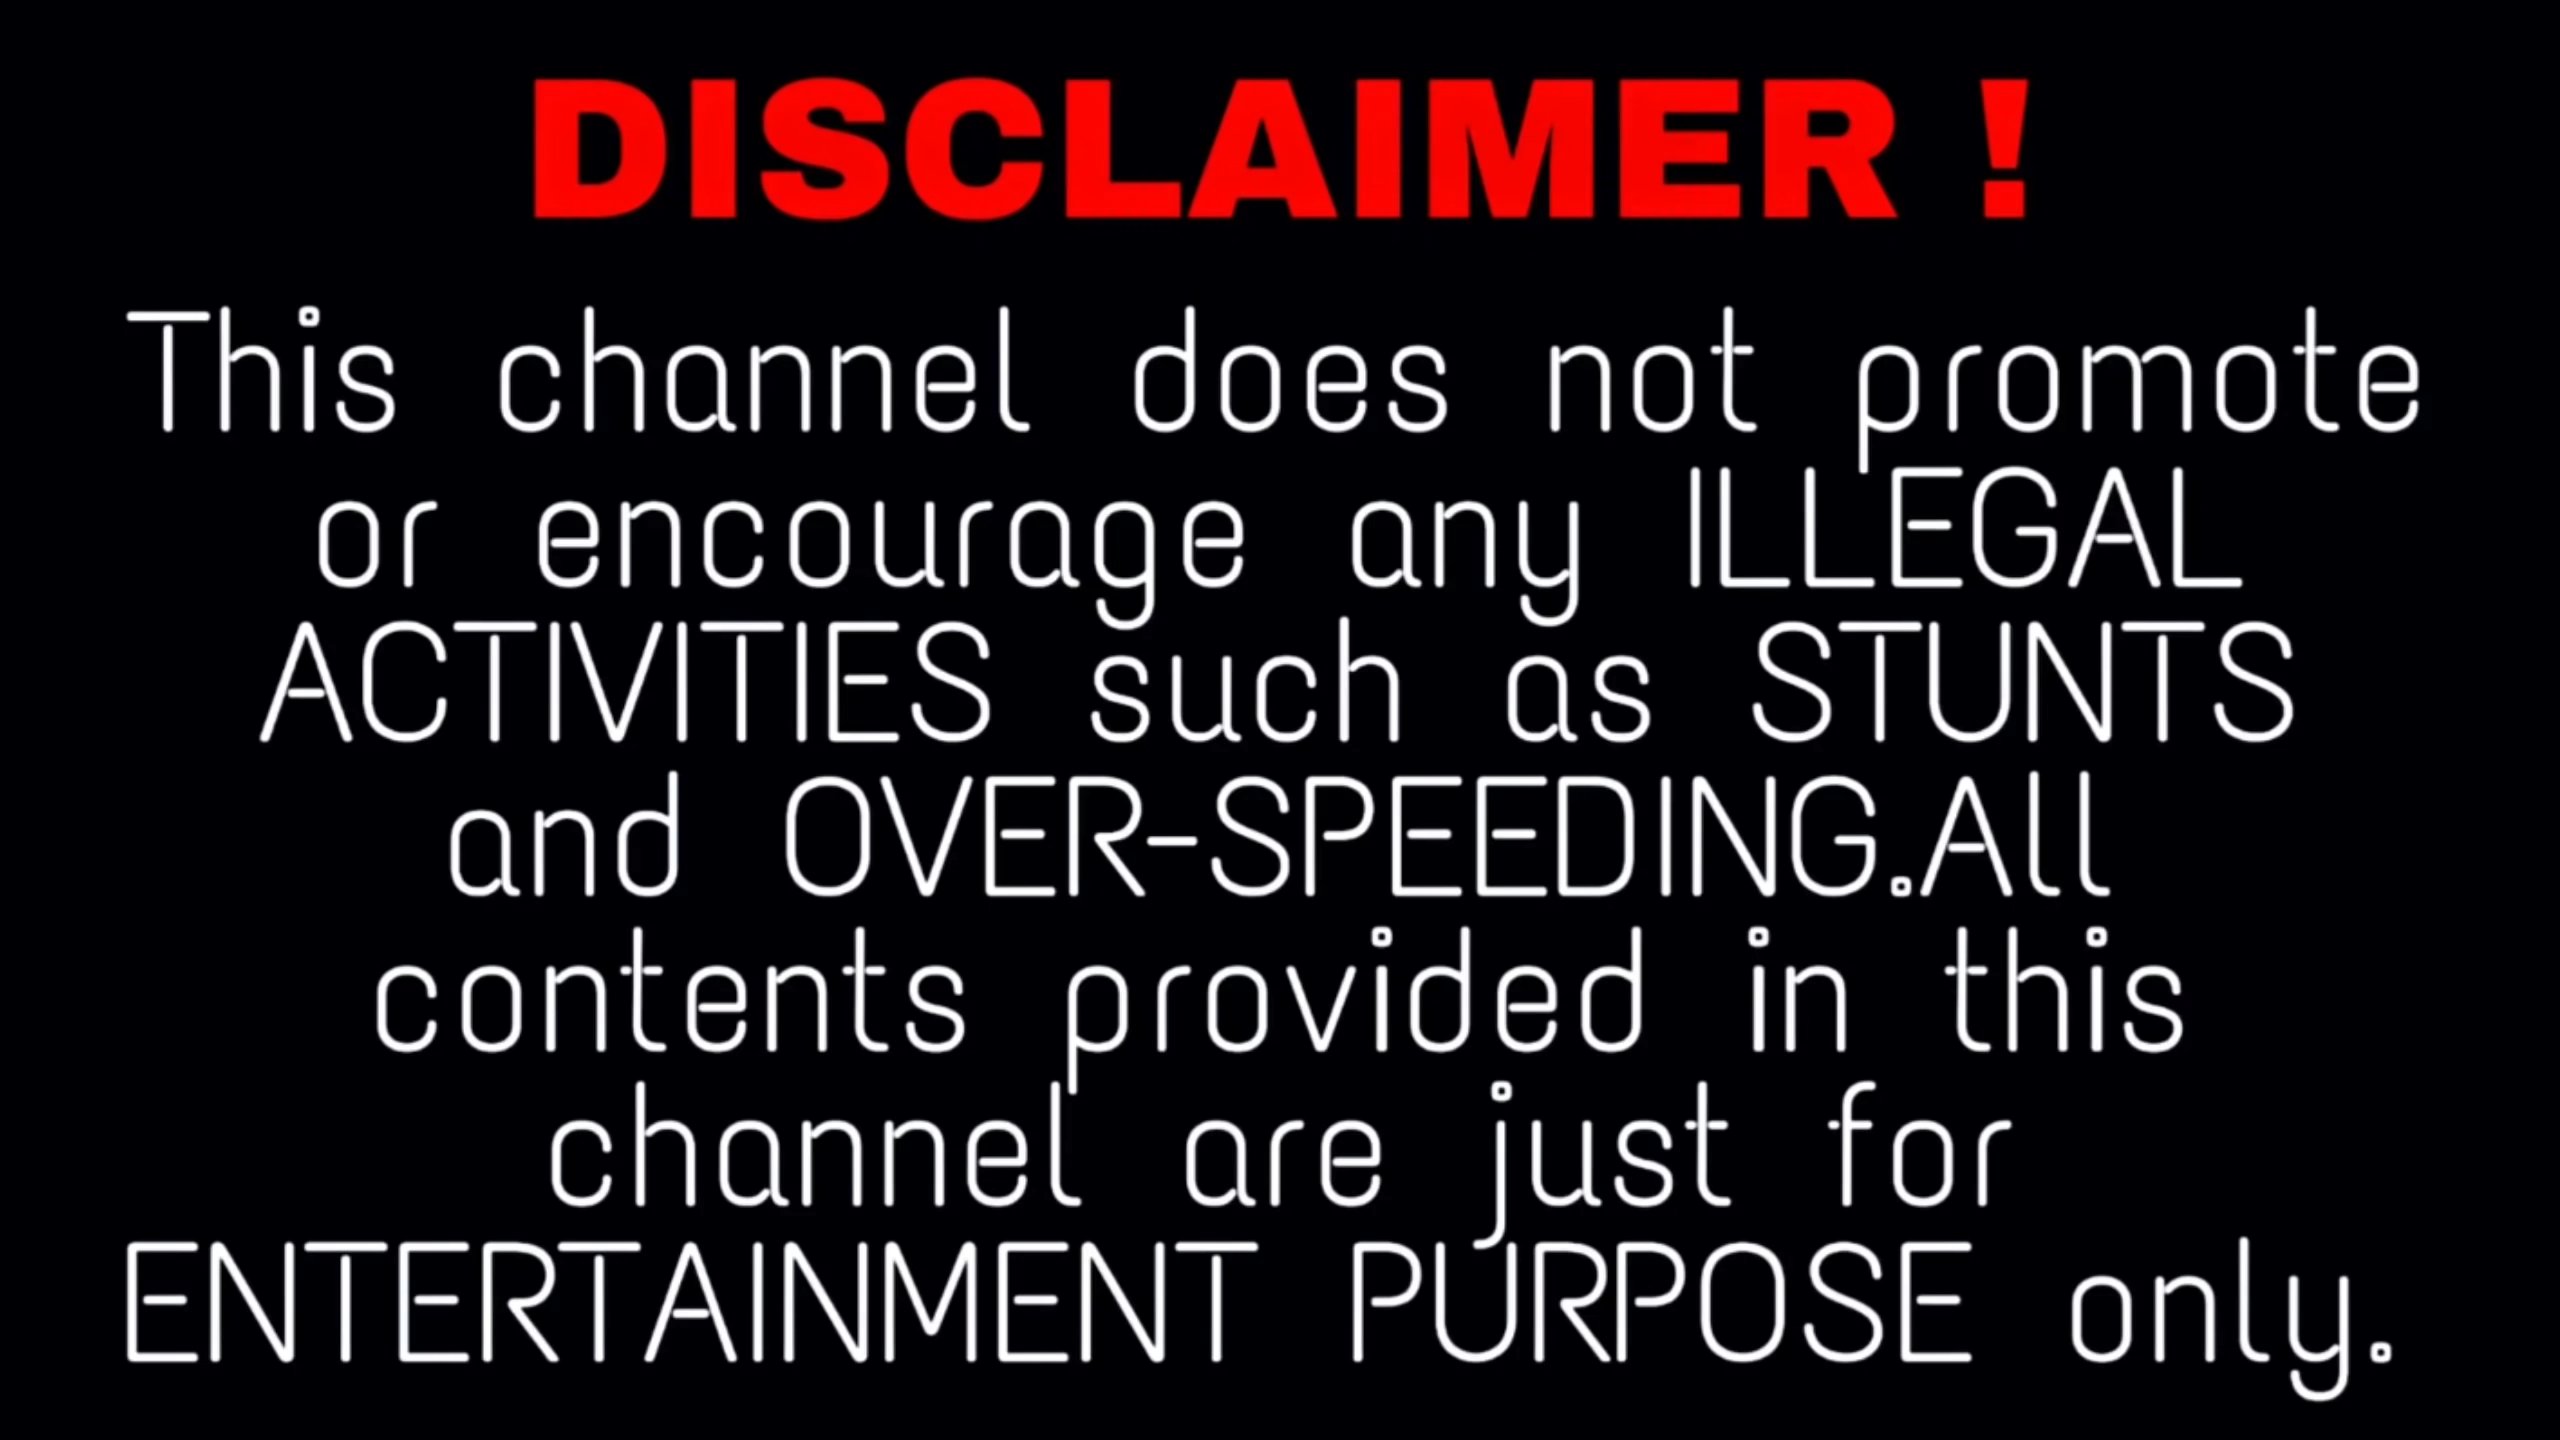 DISCLAIMER !
This channel does not promote
or encourage any ILLEGAL
ACTIVITIES such as STUNTS
and OVER-SPEEDING.All
contents provided in this
channel are just for
ENTERTAINMENT PURPOSE only.